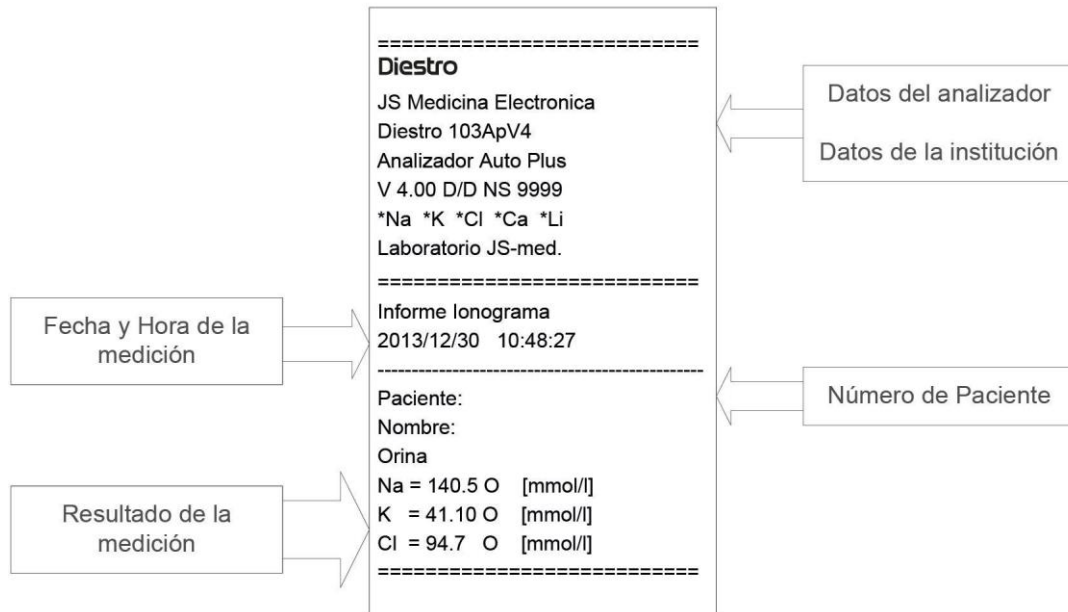 ===========================
Diestro
JS Medicina Electronica
Diestro 103ApV4
Analizador Auto Plus
V 4.00 D/D NS 9999
*Na *K *Cl *Ca *Li
Laboratorio JS-med.
===========================
Datos del analizador
Datos de la institución
Informe Ionograma
2013/12/30 10:48:27
------------------------------------------------
Fecha y Hora de la
medición
Paciente:
Nombre:
Orina
Na = 140.5 O [mmol/l]
K = 41.10 O [mmol/l]
Cl = 94.7 O [mmol/l]
===========================
Número de Paciente
Resultado de la
medición